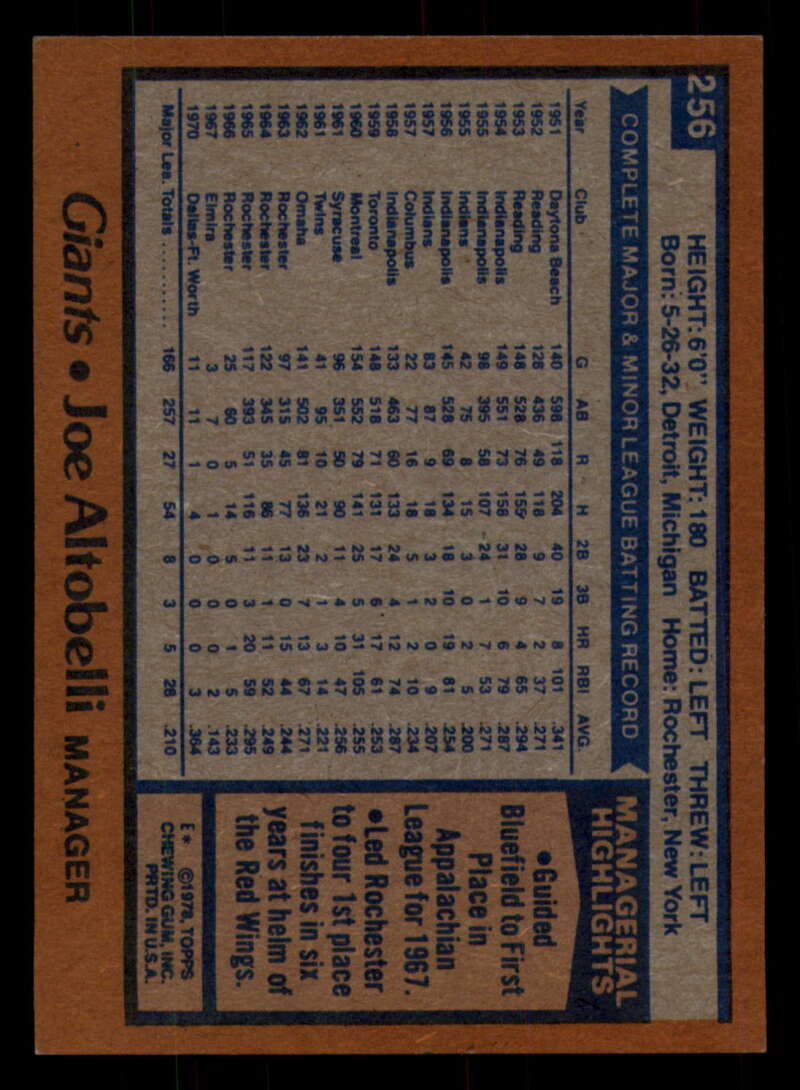 256
HEIGHT: 6'0" WEIGHT: 180 BATTED: LEFT THREW: LEFT
Born: 5-26-32, Detroit, Michigan Home: Rochester, New York
COMPLETE MAJOR & MINOR LEAGUE BATTING RECORD
Year Club G AB R H 2B 3B HR RBI AVG.
1951 Daytona Beach 140 598 118 204 40 19 8 101 .341
1952 Reading 128 436 49 118 9 7 2 37 .271
1953 Reading 148 528 76 155 28 9 4 65 .294
1954 Indianapolis 149 551 73 158 31 10 6 79 .287
1955 Indianapolis 98 395 58 107 24 1 7 53 .271
1955 Indians 42 75 8 15 3 0 2 5 .200
1956 Indianapolis 145 528 69 134 18 10 19 81 .254
1957 Indians 83 87 9 18 3 2 0 9 .207
1957 Columbus 22 77 16 18 5 1 2 10 .234
1958 Indianapolis 133 463 60 133 24 4 12 74 .287
1959 Toronto 148 518 71 131 17 6 17 61 .253
1960 Montreal 154 552 79 141 25 5 31 105 .255
1961 Syracuse 96 351 50 90 11 4 10 47 .256
1961 Twins 41 95 10 21 2 1 3 14 .221
1962 Omaha 141 502 81 136 23 7 13 67 .271
1963 Rochester 97 315 45 77 13 0 15 44 .244
1964 Rochester 122 345 35 86 11 1 11 52 .249
1965 Rochester 117 393 51 116 11 3 20 59 .295
1966 Rochester 25 60 5 14 5 0 1 5 .233
1967 Elmira 3 7 0 1 0 0 0 2 .143
1970 Dallas-Ft. Worth 11 11 1 4 0 0 0 3 .364
Major Lea. Totals ........... 166 257 27 54 8 3 5 28 .210
MANAGERIAL
HIGHLIGHTS
•Guided
Bluefield to First
Place in
Appalachian
League for 1967.
•Led Rochester
to four 1st place
finishes in six
years at helm of
the Red Wings.
E* ©1978, TOPPS
CHEWING GUM, INC.
PRTD. IN U.S.A.
Giants • Joe Altobelli MANAGER